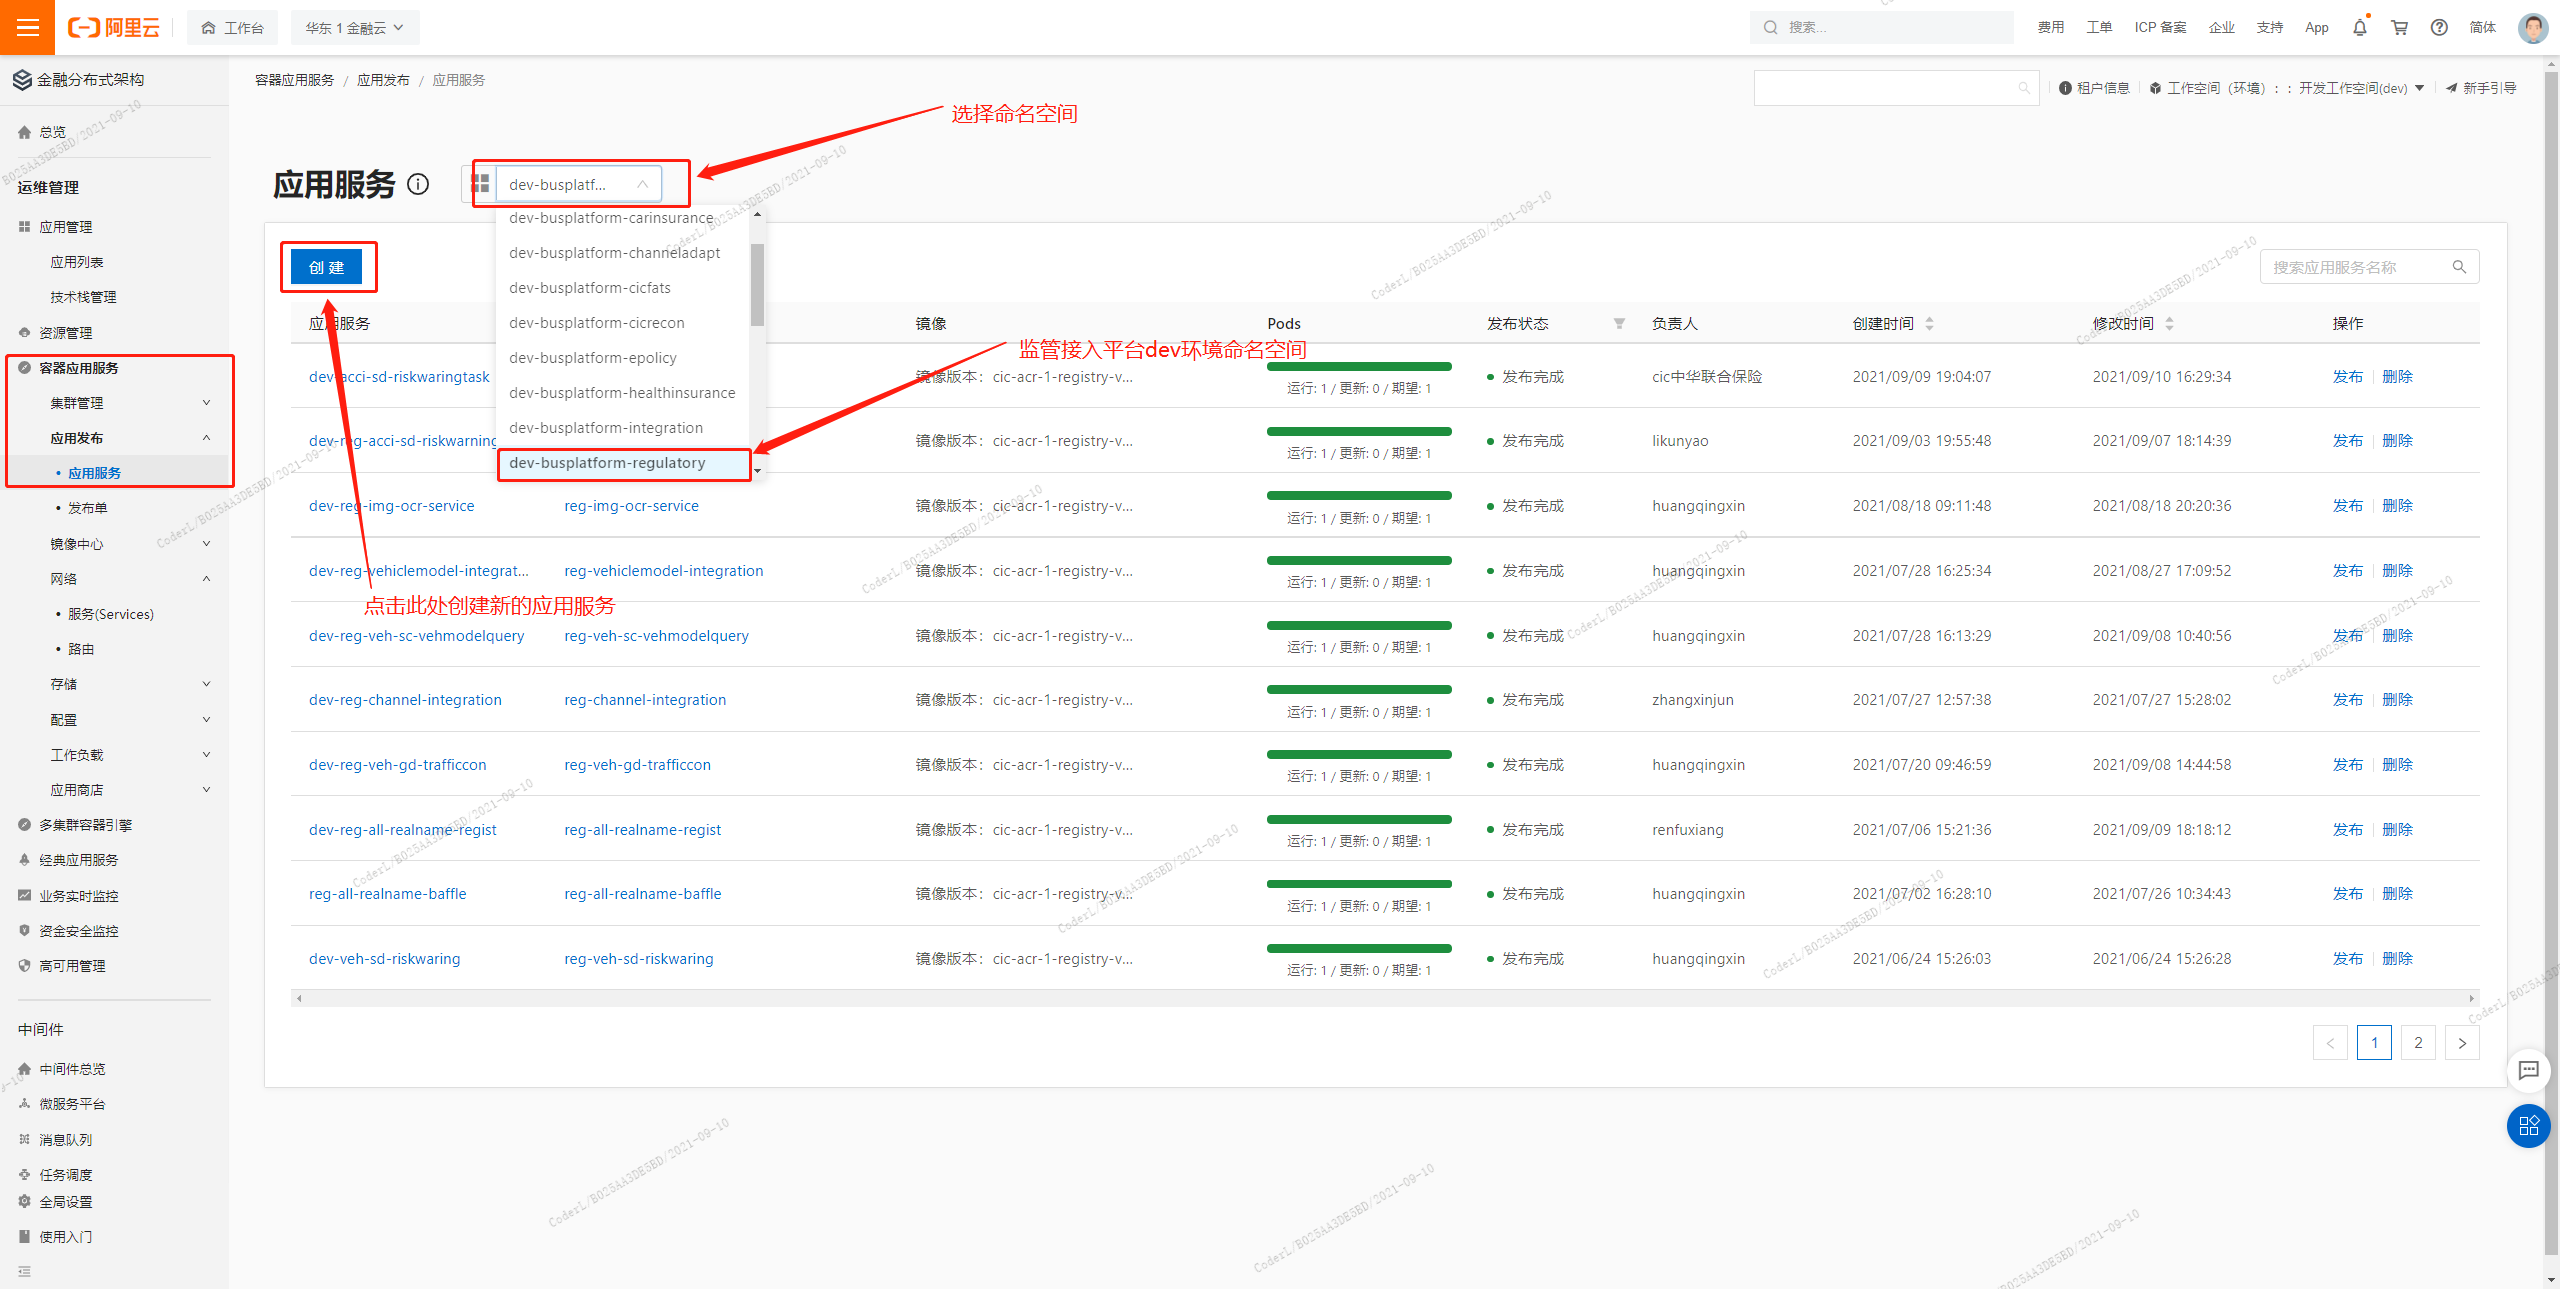 阿里云
工作台
华东 1 金融云
搜索...
费用
工单
ICP 备案
企业
支持
App
简体
金融分布式架构
总览
运维管理
应用管理
应用列表
技术栈管理
资源管理
容器应用服务
集群管理
应用发布
• 应用服务
• 发布单
镜像中心
网络
• 服务(Services)
• 路由
存储
配置
工作负载
应用商店
多集群容器引擎
经典应用服务
业务实时监控
资金安全监控
高可用管理
中间件
中间件总览
微服务平台
消息队列
任务调度
全局设置
使用入门
容器应用服务 / 应用发布 / 应用服务
租户信息
工作空间（环境）: : 开发工作空间(dev)
新手引导
选择命名空间
应用服务
dev-busplatf...
dev-busplatform-carinsurance
dev-busplatform-channeladapt
dev-busplatform-cicfats
dev-busplatform-cicrecon
dev-busplatform-epolicy
dev-busplatform-healthinsurance
dev-busplatform-integration
dev-busplatform-regulatory
监管接入平台dev环境命名空间
创 建
点击此处创建新的应用服务
搜索应用服务名称
应用服务 镜像 Pods 发布状态 负责人 创建时间 修改时间 操作
dev-acci-sd-riskwaringtask 镜像版本: cic-acr-1-registry-v... 运行: 1 / 更新: 0 / 期望: 1 发布完成 cic中华联合保险 2021/09/09 19:04:07 2021/09/10 16:29:34 发布 删除
dev-reg-acci-sd-riskwarning 镜像版本: cic-acr-1-registry-v... 运行: 1 / 更新: 0 / 期望: 1 发布完成 likunyao 2021/09/03 19:55:48 2021/09/07 18:14:39 发布 删除
dev-reg-img-ocr-service reg-img-ocr-service 镜像版本: cic-acr-1-registry-v... 运行: 1 / 更新: 0 / 期望: 1 发布完成 huangqingxin 2021/08/18 09:11:48 2021/08/18 20:20:36 发布 删除
dev-reg-vehiclemodel-integrat... reg-vehiclemodel-integration 镜像版本: cic-acr-1-registry-v... 运行: 1 / 更新: 0 / 期望: 1 发布完成 huangqingxin 2021/07/28 16:25:34 2021/08/27 17:09:52 发布 删除
dev-reg-veh-sc-vehmodelquery reg-veh-sc-vehmodelquery 镜像版本: cic-acr-1-registry-v... 运行: 1 / 更新: 0 / 期望: 1 发布完成 huangqingxin 2021/07/28 16:13:29 2021/09/08 10:40:56 发布 删除
dev-reg-channel-integration reg-channel-integration 镜像版本: cic-acr-1-registry-v... 运行: 1 / 更新: 0 / 期望: 1 发布完成 zhangxinjun 2021/07/27 12:57:38 2021/07/27 15:28:02 发布 删除
dev-reg-veh-gd-trafficcon reg-veh-gd-trafficcon 镜像版本: cic-acr-1-registry-v... 运行: 1 / 更新: 0 / 期望: 1 发布完成 huangqingxin 2021/07/20 09:46:59 2021/09/08 14:44:58 发布 删除
dev-reg-all-realname-regist reg-all-realname-regist 镜像版本: cic-acr-1-registry-v... 运行: 1 / 更新: 0 / 期望: 1 发布完成 renfuxiang 2021/07/06 15:21:36 2021/09/09 18:18:12 发布 删除
reg-all-realname-baffle reg-all-realname-baffle 镜像版本: cic-acr-1-registry-v... 运行: 1 / 更新: 0 / 期望: 1 发布完成 huangqingxin 2021/07/02 16:28:10 2021/07/26 10:34:43 发布 删除
dev-veh-sd-riskwaring reg-veh-sd-riskwaring 镜像版本: cic-acr-1-registry-v... 运行: 1 / 更新: 0 / 期望: 1 发布完成 huangqingxin 2021/06/24 15:26:03 2021/06/24 15:26:28 发布 删除
< 1 2 >
CoderL/B025AA3DE5BD/2021-09-10